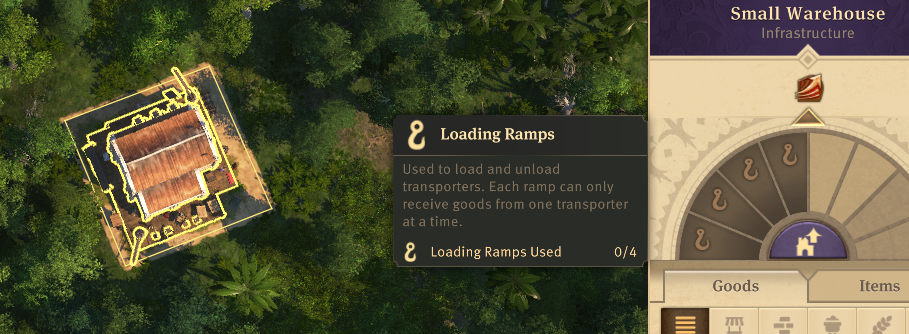 Small Warehouse
Infrastructure
Loading Ramps
Used to load and unload
transporters. Each ramp can only
receive goods from one transporter
at a time.
Loading Ramps Used 0/4
Goods Items